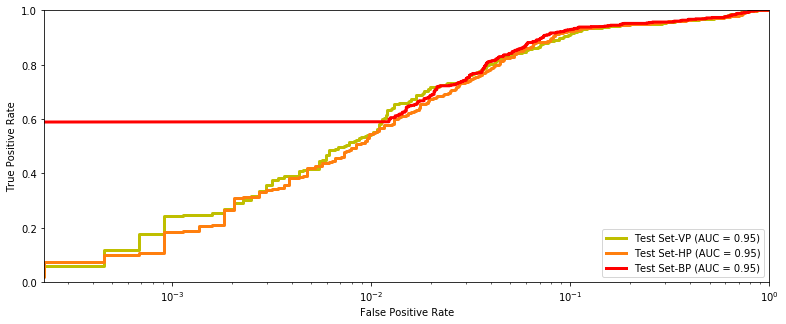 1.0
0.8
0.6
0.4
0.2
0.0
True Positive Rate
Test Set-VP (AUC = 0.95)
Test Set-HP (AUC = 0.95)
Test Set-BP (AUC = 0.95)
10⁻³ 10⁻² 10⁻¹ 10⁰
False Positive Rate